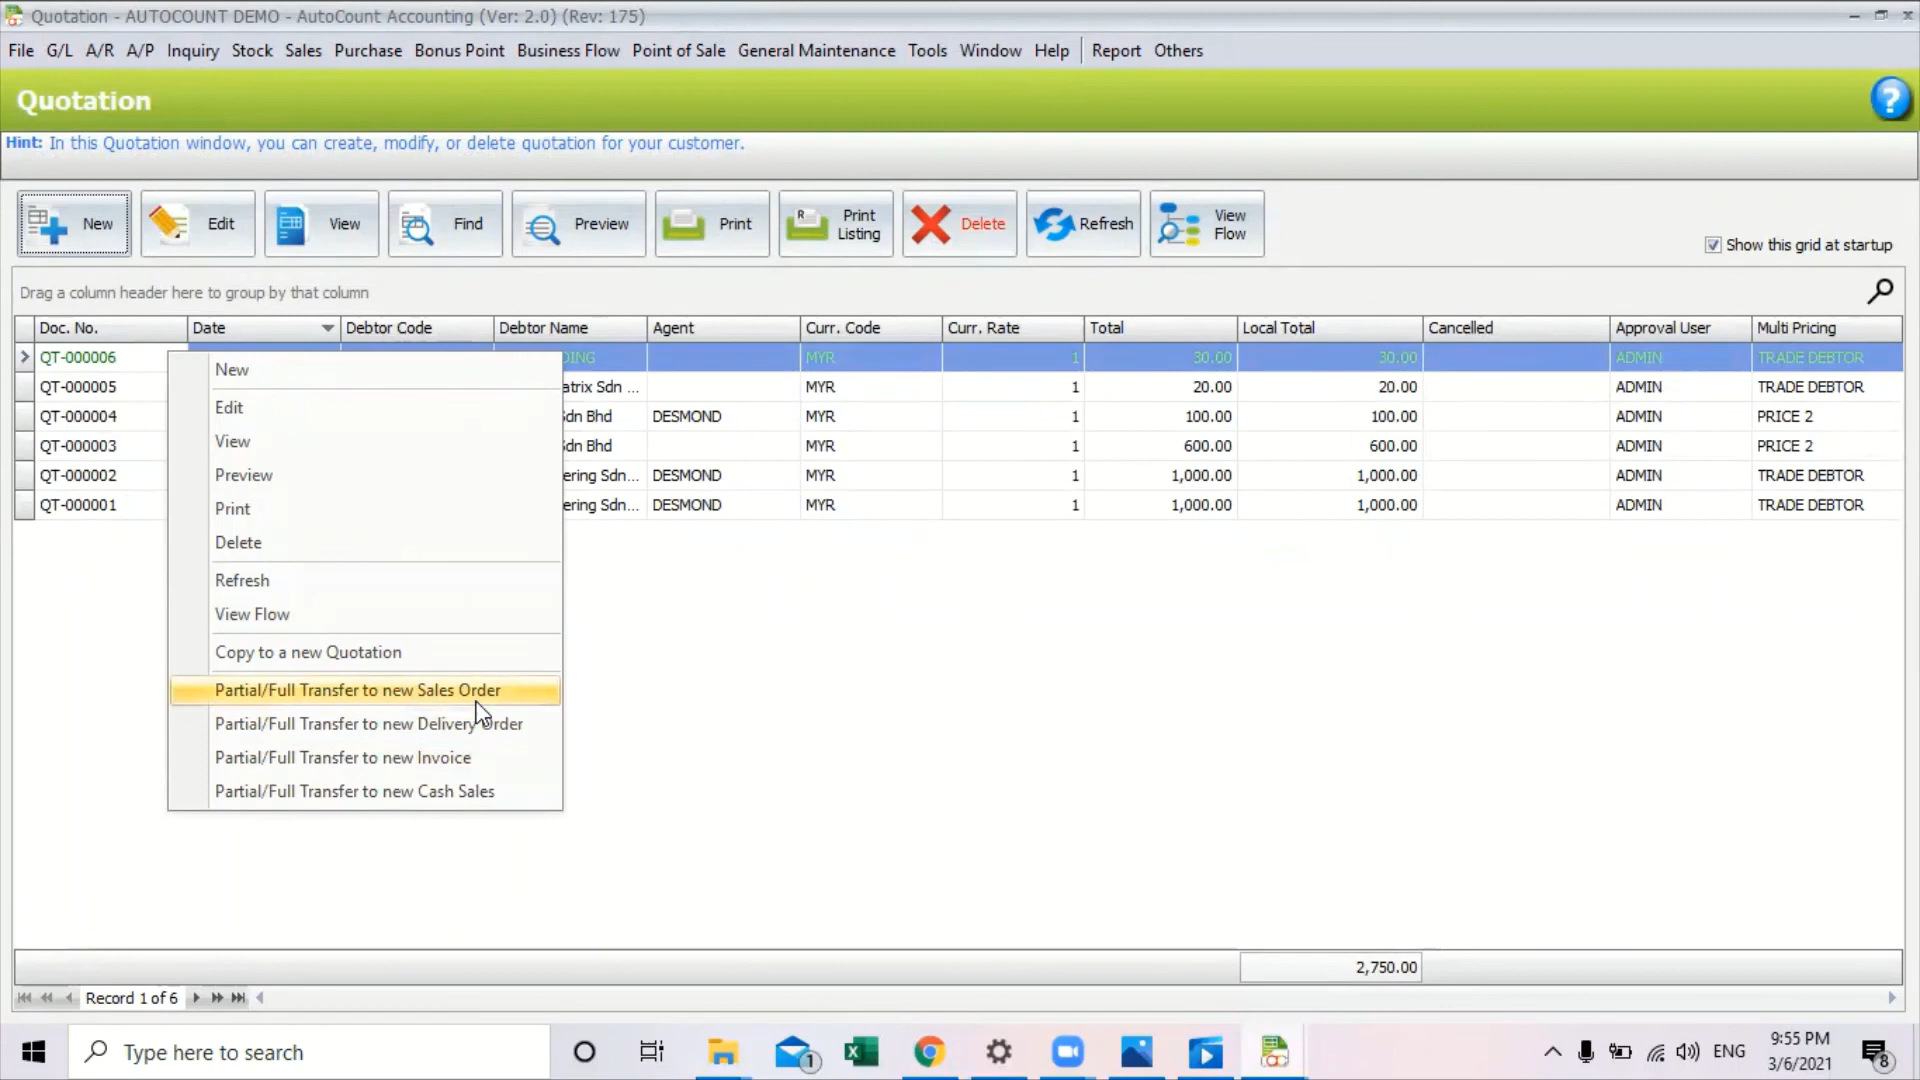 Quotation - AUTOCOUNT DEMO - AutoCount Accounting (Ver: 2.0) (Rev: 175)
File G/L A/R A/P Inquiry Stock Sales Purchase Bonus Point Business Flow Point of Sale General Maintenance Tools Window Help Report Others
Quotation
?
Hint: In this Quotation window, you can create, modify, or delete quotation for your customer.
New Edit View Find Preview Print Print Listing Delete Refresh View Flow
Show this grid at startup
Drag a column header here to group by that column
Doc. No. Date Debtor Code Debtor Name Agent Curr. Code Curr. Rate Total Local Total Cancelled Approval User Multi Pricing
QT-000006 DING MYR 1 30.00 30.00 ADMIN TRADE DEBTOR
QT-000005 atrix Sdn ... MYR 1 20.00 20.00 ADMIN TRADE DEBTOR
QT-000004 Sdn Bhd DESMOND MYR 1 100.00 100.00 ADMIN PRICE 2
QT-000003 Sdn Bhd MYR 1 600.00 600.00 ADMIN PRICE 2
QT-000002 ering Sdn... DESMOND MYR 1 1,000.00 1,000.00 ADMIN TRADE DEBTOR
QT-000001 ering Sdn... DESMOND MYR 1 1,000.00 1,000.00 ADMIN TRADE DEBTOR
New
Edit
View
Preview
Print
Delete
Refresh
View Flow
Copy to a new Quotation
Partial/Full Transfer to new Sales Order
Partial/Full Transfer to new Delivery Order
Partial/Full Transfer to new Invoice
Partial/Full Transfer to new Cash Sales
2,750.00
Record 1 of 6
Type here to search
1
ENG
9:55 PM
3/6/2021
8